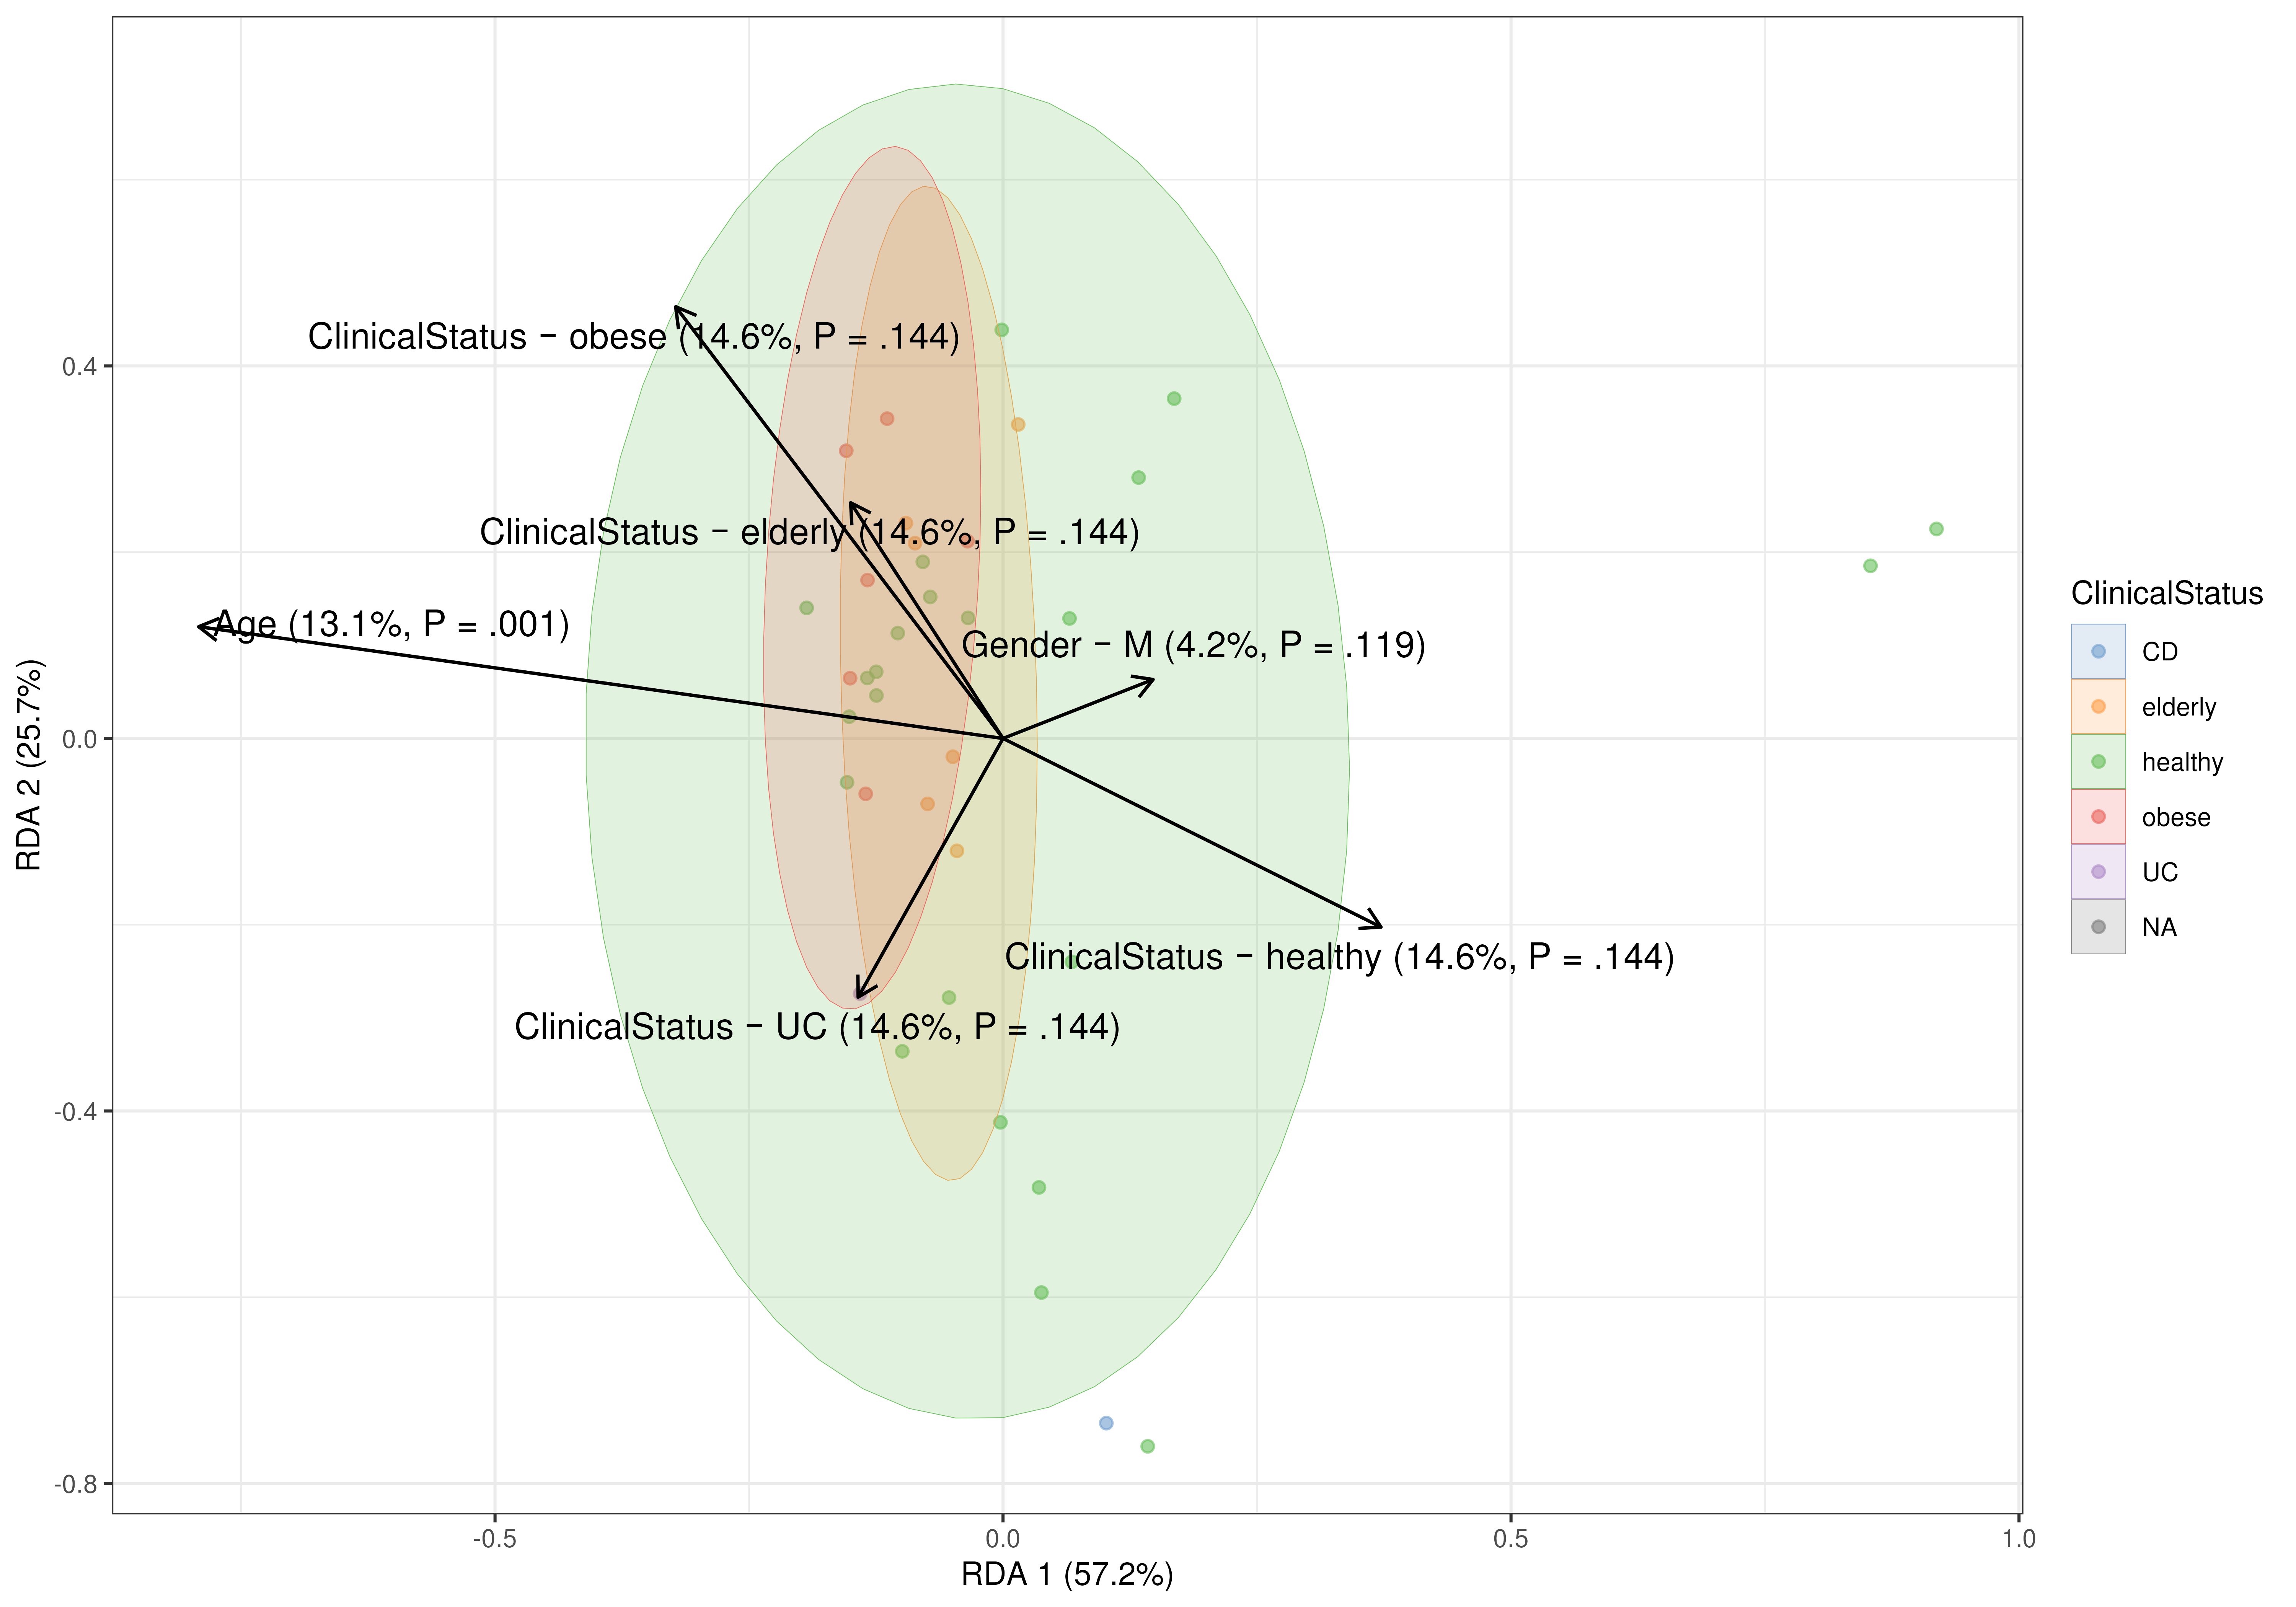 ClinicalStatus − obese (14.6%, P = .144)
0.4
ClinicalStatus − elderly (14.6%, P = .144)
Age (13.1%, P = .001)
Gender − M (4.2%, P = .119)
0.0
RDA 2 (25.7%)
ClinicalStatus − healthy (14.6%, P = .144)
ClinicalStatus − UC (14.6%, P = .144)
-0.4
-0.8
-0.5
0.0
0.5
1.0
RDA 1 (57.2%)
ClinicalStatus
CD
elderly
healthy
obese
UC
NA